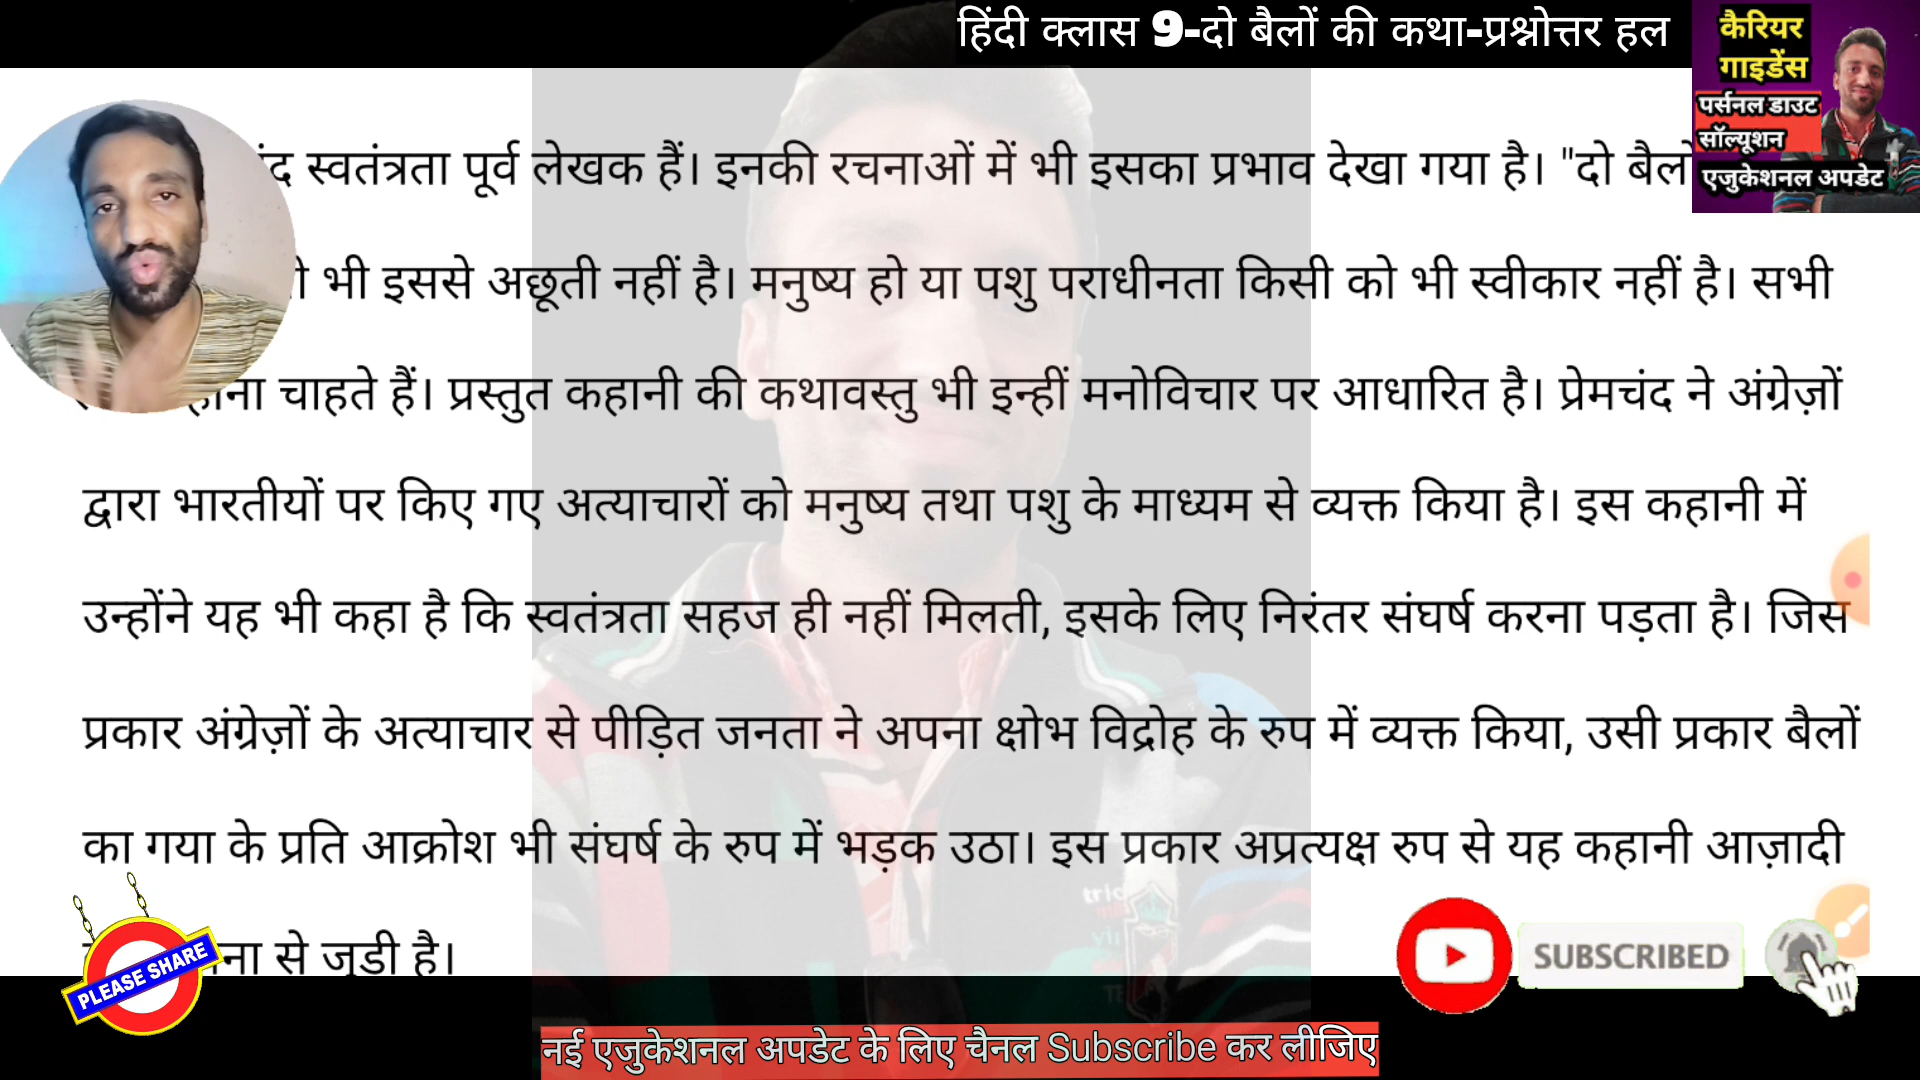 हिंदी क्लास 9-दो बैलों की कथा-प्रश्नोत्तर हल
कैरियर
गाइडेंस
पर्सनल डाउट
सॉल्यूशन
एजुकेशनल अपडेट
स्वतंत्रता पूर्व लेखक हैं। इनकी रचनाओं में भी इसका प्रभाव देखा गया है। "दो
भी इससे अछूती नहीं है। मनुष्य हो या पशु पराधीनता किसी को भी स्वीकार नहीं है। सभी
चाहते हैं। प्रस्तुत कहानी की कथावस्तु भी इन्हीं मनोविचार पर आधारित है। प्रेमचंद ने अंग्रेज़ों
द्वारा भारतीयों पर किए गए अत्याचारों को मनुष्य तथा पशु के माध्यम से व्यक्त किया है। इस कहानी में
उन्होंने यह भी कहा है कि स्वतंत्रता सहज ही नहीं मिलती, इसके लिए निरंतर संघर्ष करना पड़ता है। जिस
प्रकार अंग्रेज़ों के अत्याचार से पीड़ित जनता ने अपना क्षोभ विद्रोह के रुप में व्यक्त किया, उसी प्रकार बैलों
का गया के प्रति आक्रोश भी संघर्ष के रुप में भड़क उठा। इस प्रकार अप्रत्यक्ष रुप से यह कहानी आज़ादी
से जुड़ी है।
PLEASE SHARE
SUBSCRIBED
नई एजुकेशनल अपडेट के लिए चैनल Subscribe कर लीजिए